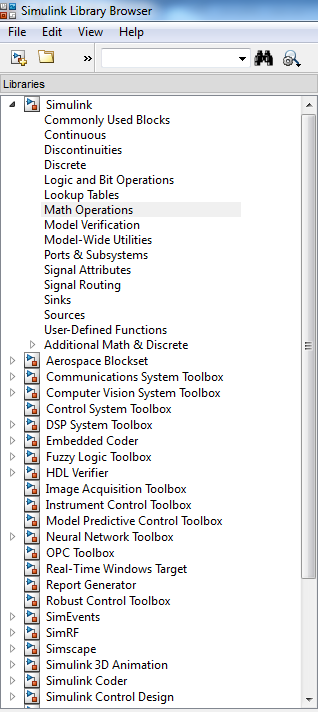 Simulink Library Browser
File Edit View Help
»
Libraries
Simulink
Commonly Used Blocks
Continuous
Discontinuities
Discrete
Logic and Bit Operations
Lookup Tables
Math Operations
Model Verification
Model-Wide Utilities
Ports & Subsystems
Signal Attributes
Signal Routing
Sinks
Sources
User-Defined Functions
Additional Math & Discrete
Aerospace Blockset
Communications System Toolbox
Computer Vision System Toolbox
Control System Toolbox
DSP System Toolbox
Embedded Coder
Fuzzy Logic Toolbox
HDL Verifier
Image Acquisition Toolbox
Instrument Control Toolbox
Model Predictive Control Toolbox
Neural Network Toolbox
OPC Toolbox
Real-Time Windows Target
Report Generator
Robust Control Toolbox
SimEvents
SimRF
Simscape
Simulink 3D Animation
Simulink Coder
Simulink Control Design